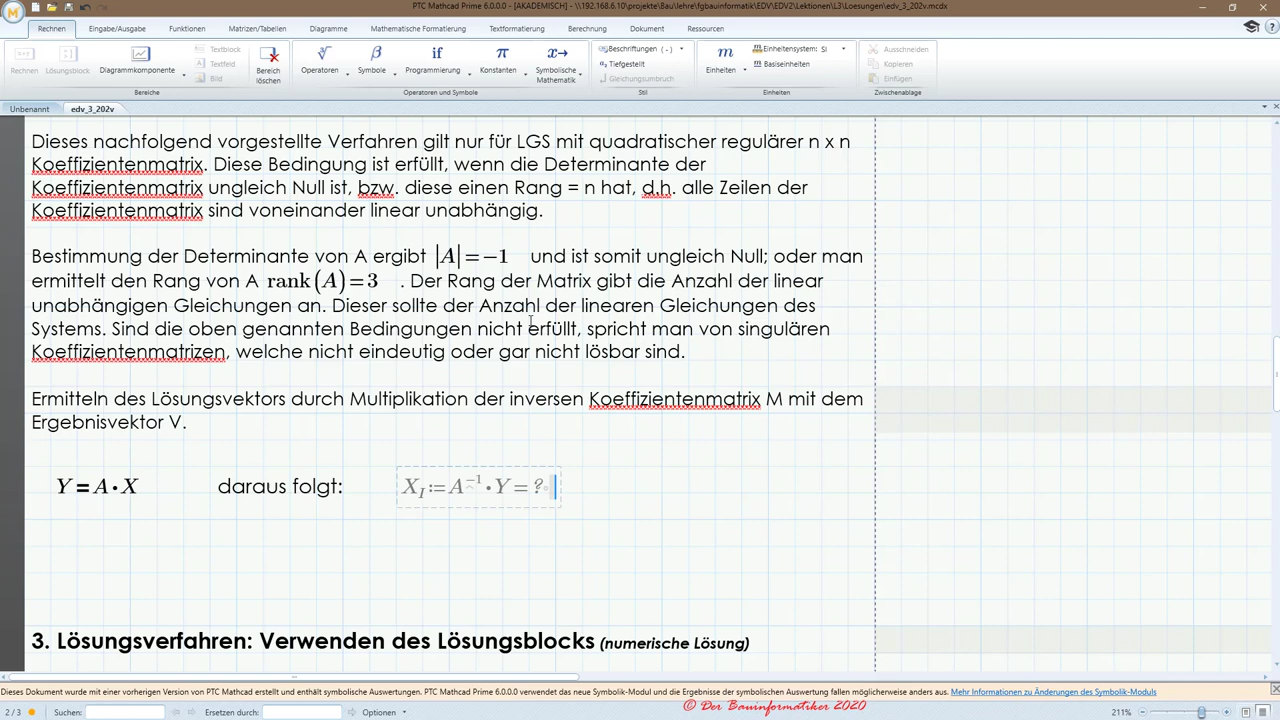 PTC Mathcad Prime 6.0.0.0 - [AKADEMISCH] - \\192.168.6.10\projekte\Bau\lehre\fgbauinformatik\EDV\EDV2\Lektionen\L3\Loesungen\edv_3_202v.mcdx
Rechnen Eingabe/Ausgabe Funktionen Matrizen/Tabellen Diagramme Mathematische Formatierung Textformatierung Berechnung Dokument Ressourcen
Rechnen Lösungsblock Diagrammkomponente Textblock Textfeld Bild Bereich löschen Operatoren Symbole Programmierung Konstanten Symbolische Mathematik Beschriftungen ( - ) Tiefgestellt Gleichungsumbruch Einheiten Einheitensystem: SI Basiseinheiten Ausschneiden Kopieren Einfügen
Bereiche Operatoren und Symbole Stil Einheiten Zwischenablage
Unbenannt edv_3_202v
Dieses nachfolgend vorgestellte Verfahren gilt nur für LGS mit quadratischer regulärer n x n
Koeffizientenmatrix. Diese Bedingung ist erfüllt, wenn die Determinante der
Koeffizientenmatrix ungleich Null ist, bzw. diese einen Rang = n hat, d.h. alle Zeilen der
Koeffizientenmatrix sind voneinander linear unabhängig.
Bestimmung der Determinante von A ergibt |A|=−1 und ist somit ungleich Null; oder man
ermittelt den Rang von A rank(A)=3 . Der Rang der Matrix gibt die Anzahl der linear
unabhängigen Gleichungen an. Dieser sollte der Anzahl der linearen Gleichungen des
Systems. Sind die oben genannten Bedingungen nicht erfüllt, spricht man von singulären
Koeffizientenmatrizen, welche nicht eindeutig oder gar nicht lösbar sind.
Ermitteln des Lösungsvektors durch Multiplikation der inversen Koeffizientenmatrix M mit dem
Ergebnisvektor V.
Y=A•X daraus folgt: X_I:=A^−1•Y=?
3. Lösungsverfahren: Verwenden des Lösungsblocks (numerische Lösung)
Dieses Dokument wurde mit einer vorherigen Version von PTC Mathcad erstellt und enthält symbolische Auswertungen. PTC Mathcad Prime 6.0.0.0 verwendet das neue Symbolik-Modul und die Ergebnisse der symbolischen Auswertung fallen möglicherweise anders aus. Mehr Informationen zu Änderungen des Symbolik-Moduls
2 / 3 Suchen: Ersetzen durch: Optionen © Der Bauinformatiker 2020 211%